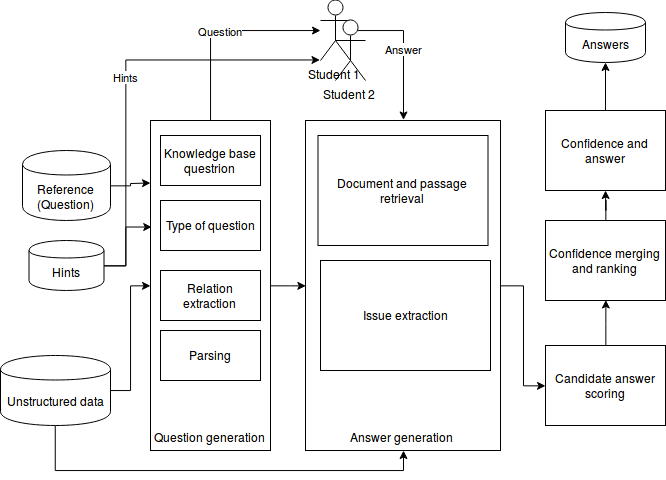 Question
Answer
Answers
Student 1
Student 2
Hints
Knowledge base
questrion
Reference
(Question)
Type of question
Hints
Relation
extraction
Parsing
Unstructured data
Question generation
Document and passage
retrieval
Issue extraction
Answer generation
Confidence and
answer
Confidence merging
and ranking
Candidate answer
scoring